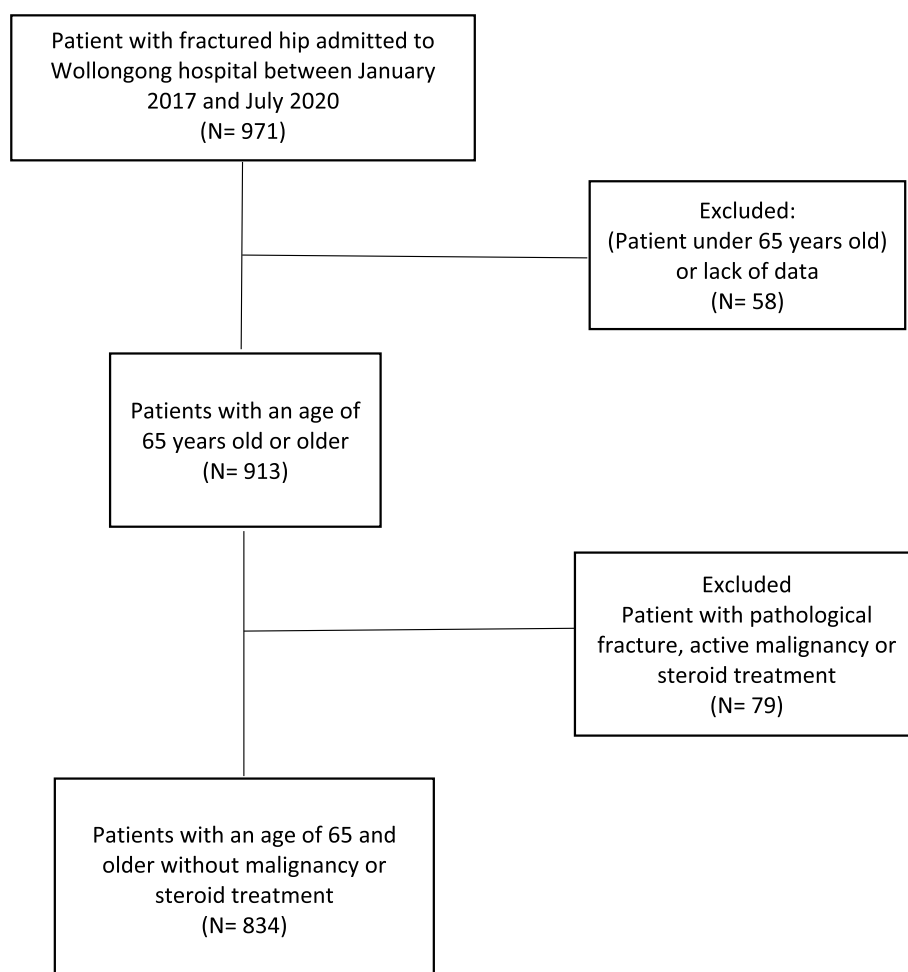 Patient with fractured hip admitted to
Wollongong hospital between January
2017 and July 2020
(N= 971)
Excluded:
(Patient under 65 years old)
or lack of data
(N= 58)
Patients with an age of
65 years old or older
(N= 913)
Excluded
Patient with pathological
fracture, active malignancy or
steroid treatment
(N= 79)
Patients with an age of 65 and
older without malignancy or
steroid treatment
(N= 834)